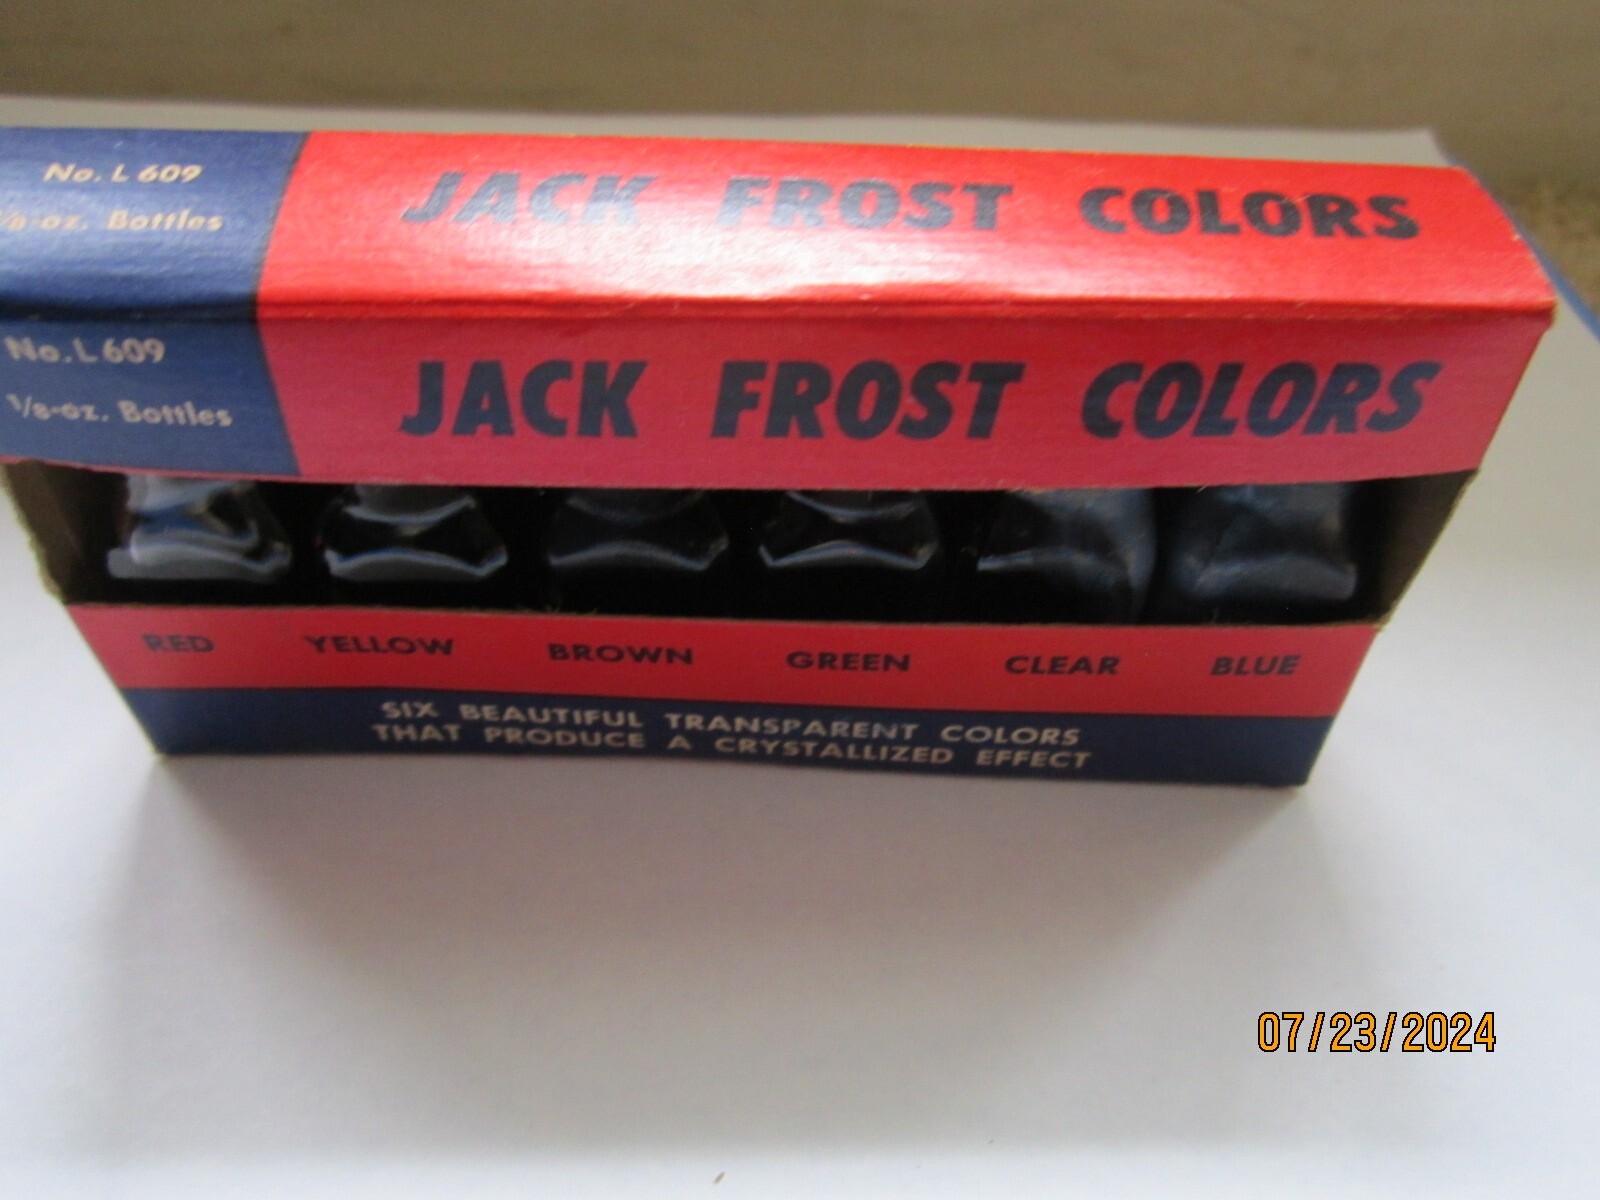 No. L 609
1/8-oz. Bottles
JACK FROST COLORS
No. L 609
1/8-oz. Bottles
JACK FROST COLORS
RED YELLOW BROWN GREEN CLEAR BLUE
SIX BEAUTIFUL TRANSPARENT COLORS
THAT PRODUCE A CRYSTALLIZED EFFECT
07/23/2024